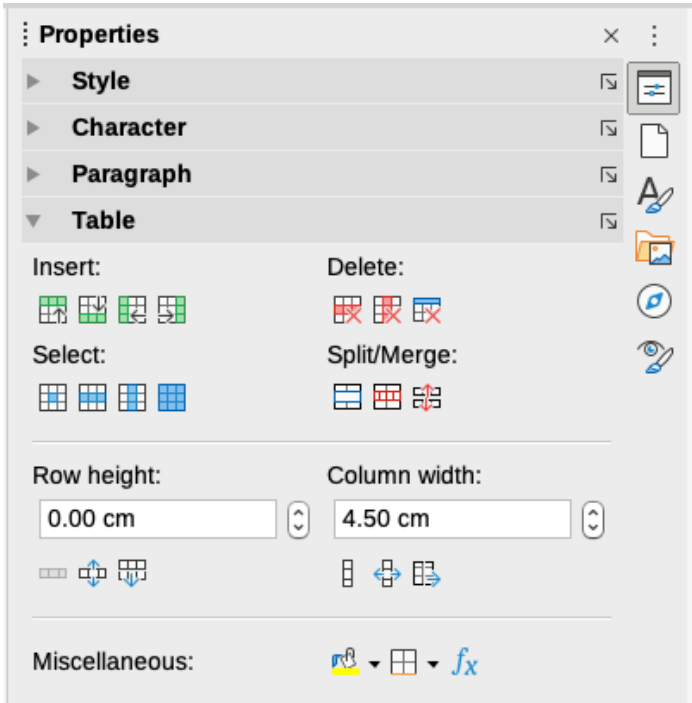 Properties
Style
Character
Paragraph
Table
Insert: Delete:
Select: Split/Merge:
Row height: Column width:
0.00 cm 4.50 cm
Miscellaneous: fx